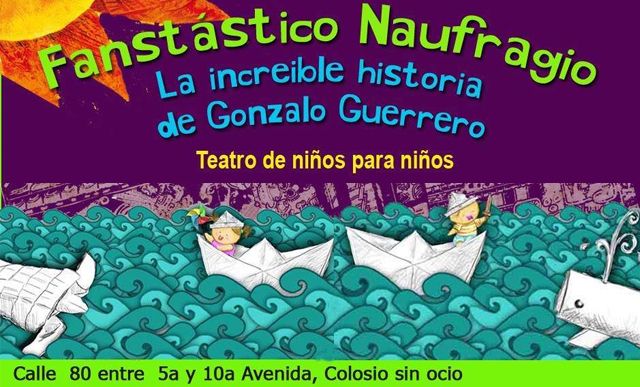 Fanstástico Naufragio
La increible historia
de Gonzalo Guerrero
Teatro de niños para niños
Calle 80 entre 5a y 10a Avenida, Colosio sin ocio